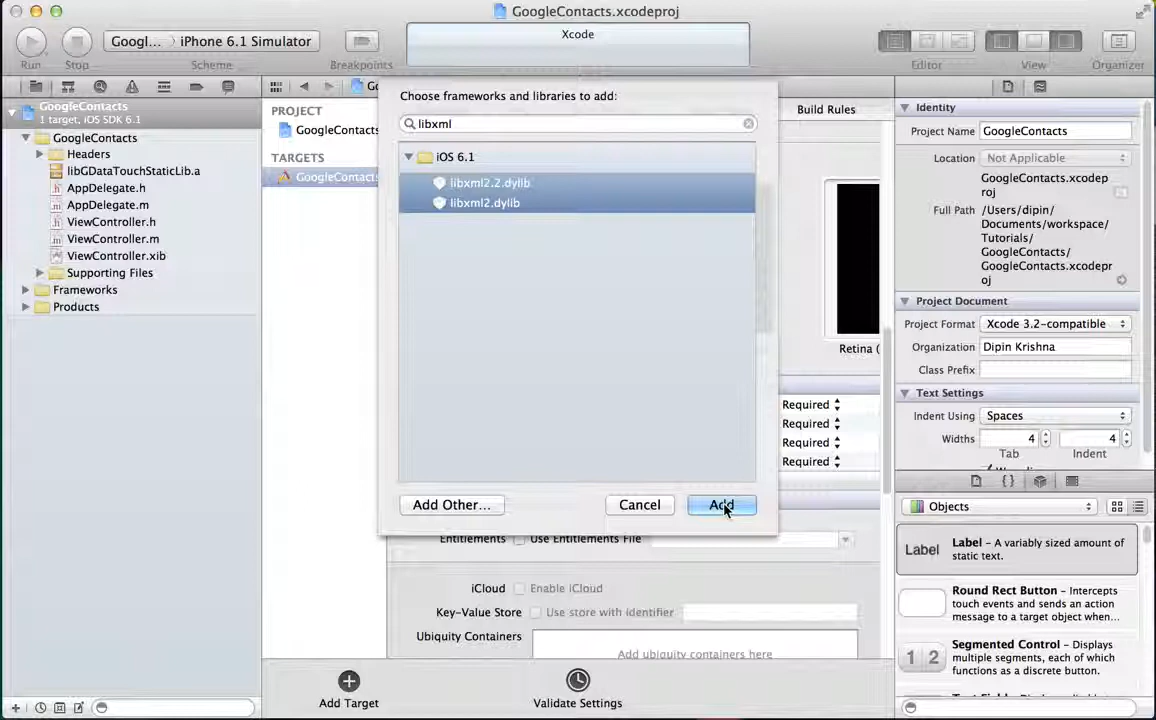 GoogleContacts.xcodeproj
Googl... iPhone 6.1 Simulator
Xcode
Run
Stop
Scheme
Breakpoints
Editor
View
Organizer
GoogleContacts
1 target, iOS SDK 6.1
GoogleContacts
Headers
libGDataTouchStaticLib.a
AppDelegate.h
AppDelegate.m
ViewController.h
ViewController.m
ViewController.xib
Supporting Files
Frameworks
Products
PROJECT
GoogleContacts
TARGETS
GoogleContacts
Choose frameworks and libraries to add:
libxml
iOS 6.1
libxml2.2.dylib
libxml2.dylib
Add Other...
Cancel
Add
Build Rules
Retina (
Required
Required
Required
Required
Entitlements
Use Entitlements File
iCloud
Enable iCloud
Key-Value Store
Use store with identifier
Ubiquity Containers
Add ubiquity containers here
Add Target
Validate Settings
Identity
Project Name GoogleContacts
Location Not Applicable
GoogleContacts.xcodep
roj
Full Path /Users/dipin/
Documents/workspace/
Tutorials/
GoogleContacts/
GoogleContacts.xcodepr
oj
Project Document
Project Format Xcode 3.2-compatible
Organization Dipin Krishna
Class Prefix
Text Settings
Indent Using Spaces
Widths 4 4
Tab Indent
Objects
Label
Label - A variably sized amount of
static text.
Round Rect Button - Intercepts
touch events and sends an action
message to a target object when...
1 2
Segmented Control - Displays
multiple segments, each of which
functions as a discrete button.